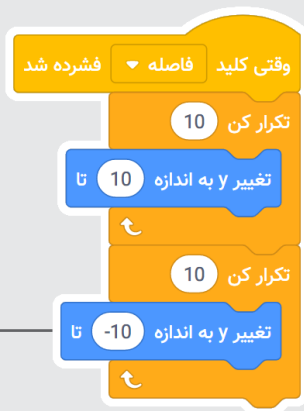 وقتی کلید فاصله فشرده شد
تکرار کن 10
تغییر y به اندازه 10 تا
تکرار کن 10
تغییر y به اندازه -10 تا